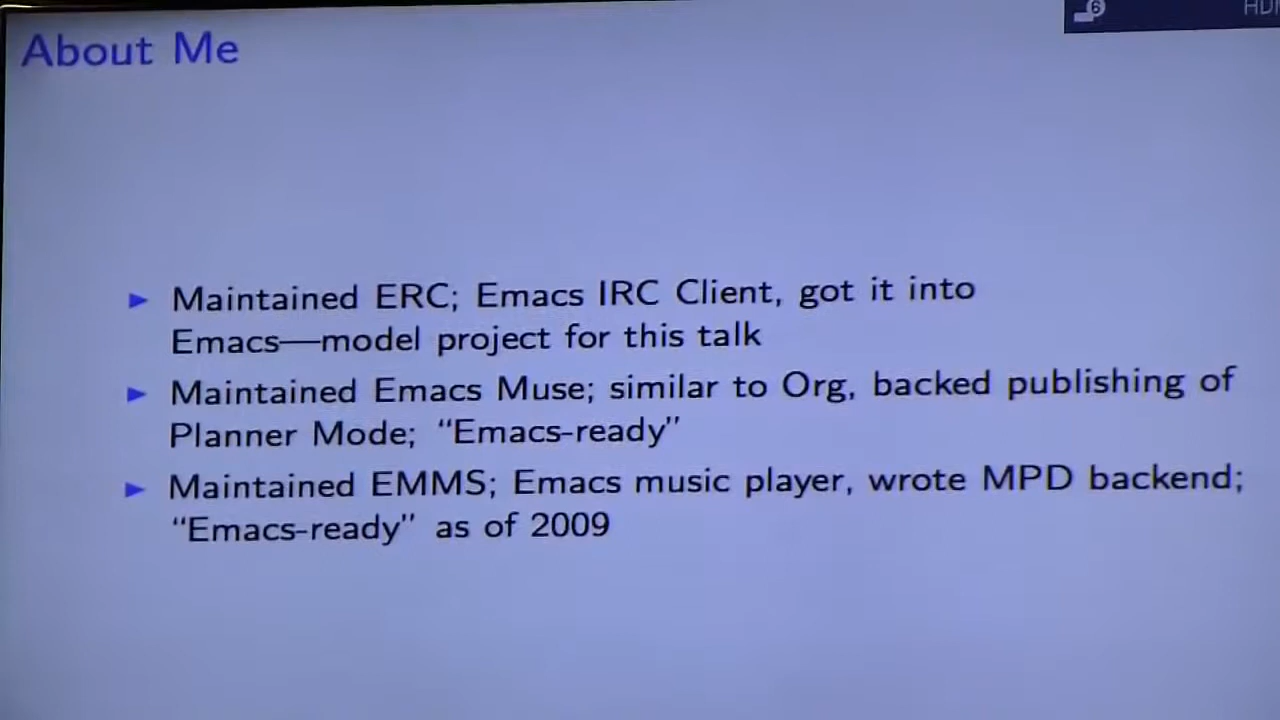 6
About Me
► Maintained ERC; Emacs IRC Client, got it into
Emacs—model project for this talk
► Maintained Emacs Muse; similar to Org, backed publishing of
Planner Mode; “Emacs-ready”
► Maintained EMMS; Emacs music player, wrote MPD backend;
“Emacs-ready” as of 2009